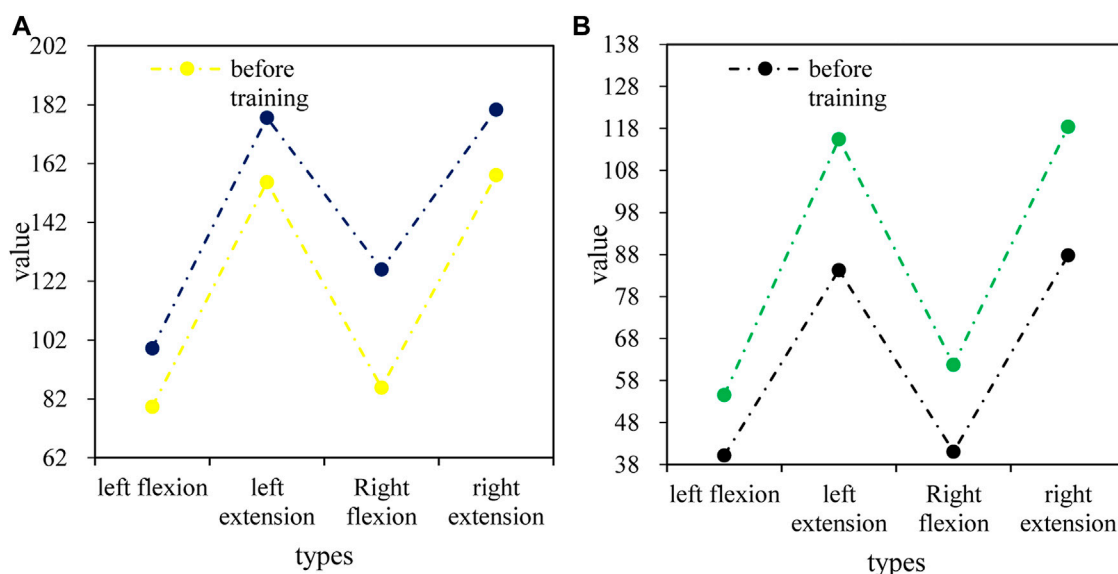 A
202
182
162
142
122
102
82
62
value
before
training
left flexion
left
extension
Right
flexion
right
extension
types
B
138
128
118
108
98
88
78
68
58
48
38
value
before
training
left flexion
left
extension
Right
flexion
right
extension
types